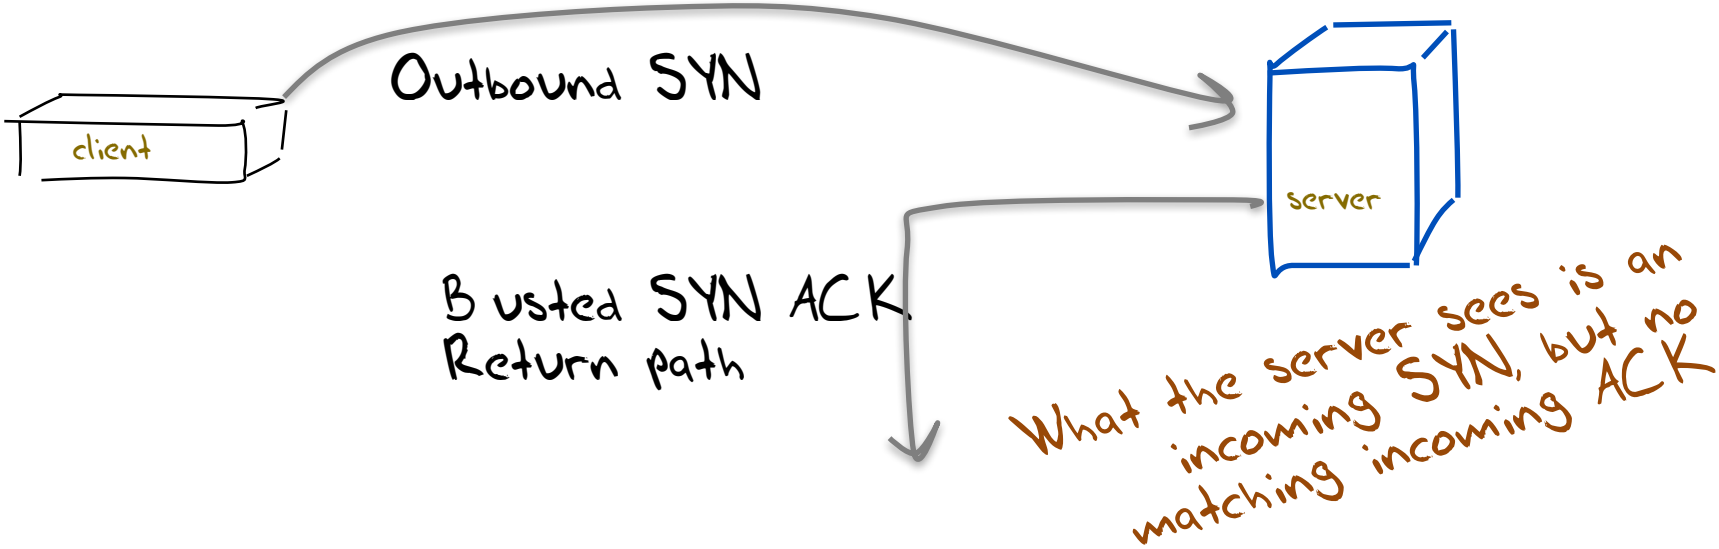 Outbound SYN
client
server
Busted SYN ACK
Return path
What the server sees is an
incoming SYN, but no
matching incoming ACK